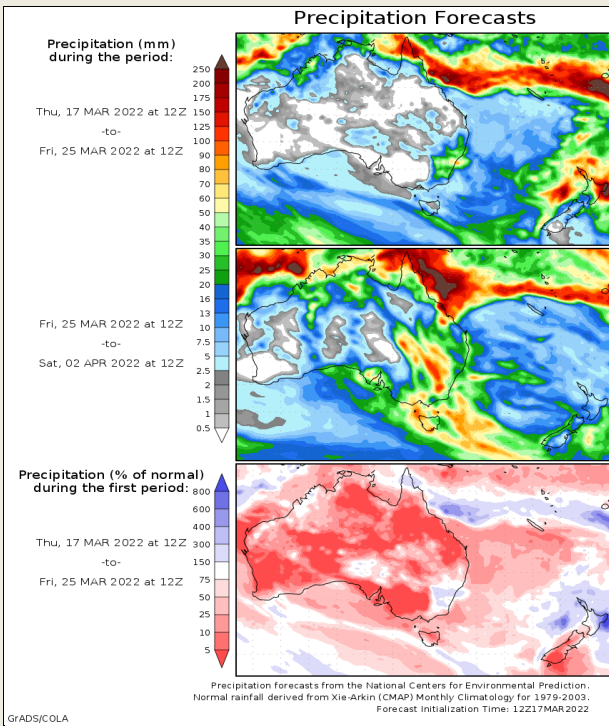 Precipitation Forecasts
Precipitation (mm)
during the period:
Thu, 17 MAR 2022 at 12Z
-to-
Fri, 25 MAR 2022 at 12Z
250
200
175
150
125
100
90
80
70
60
50
40
35
30
25
20
16
13
10
7.5
5
2.5
2
1.5
1
0.5
Fri, 25 MAR 2022 at 12Z
-to-
Sat, 02 APR 2022 at 12Z
Precipitation (% of normal)
during the first period:
Thu, 17 MAR 2022 at 12Z
-to-
Fri, 25 MAR 2022 at 12Z
800
600
400
300
150
75
50
25
10
5
Precipitation forecasts from the National Centers for Environmental Prediction.
Normal rainfall derived from Xie-Arkin (CMAP) Monthly Climatology for 1979-2003.
Forecast Initialization Time: 12Z17MAR2022
GrADS/COLA